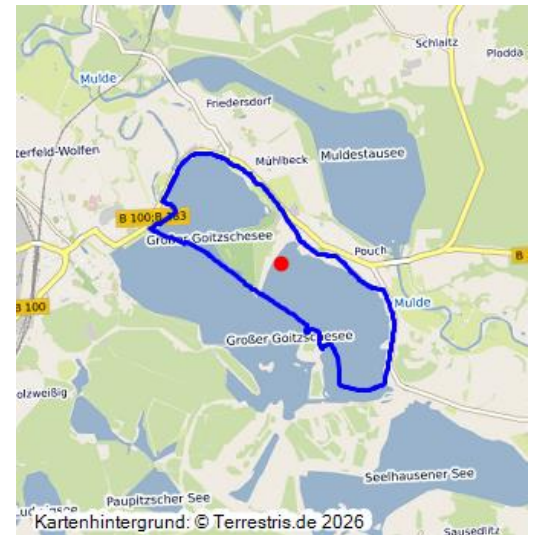 Schlaitz
Plodda
Mulde
Friedersdorf
terfeld-Wolfen
Mühlbeck
Muldestausee
B 100;B 183
Großer Goitzschesee
Pouch
B
B 100
Mulde
Großer Goitzschesee
olzweißig
Seelhausener See
Paupitzscher See
Ludwigsee
Kartenhintergrund: © Terrestris.de 2026
Sausedlitz